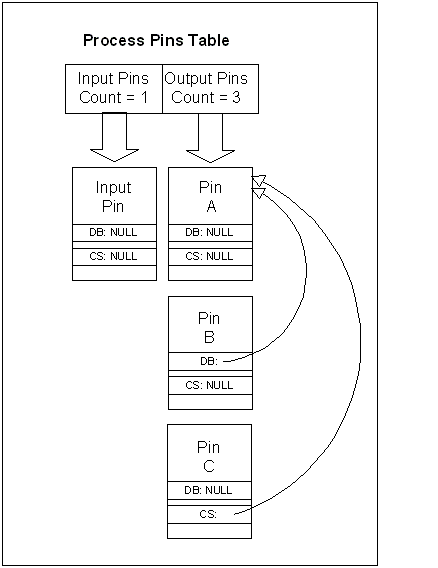 Process Pins Table
Input Pins
Count = 1
Output Pins
Count = 3
Input
Pin
DB: NULL
CS: NULL
Pin
A
DB: NULL
CS: NULL
Pin
B
DB:
CS: NULL
Pin
C
DB: NULL
CS: